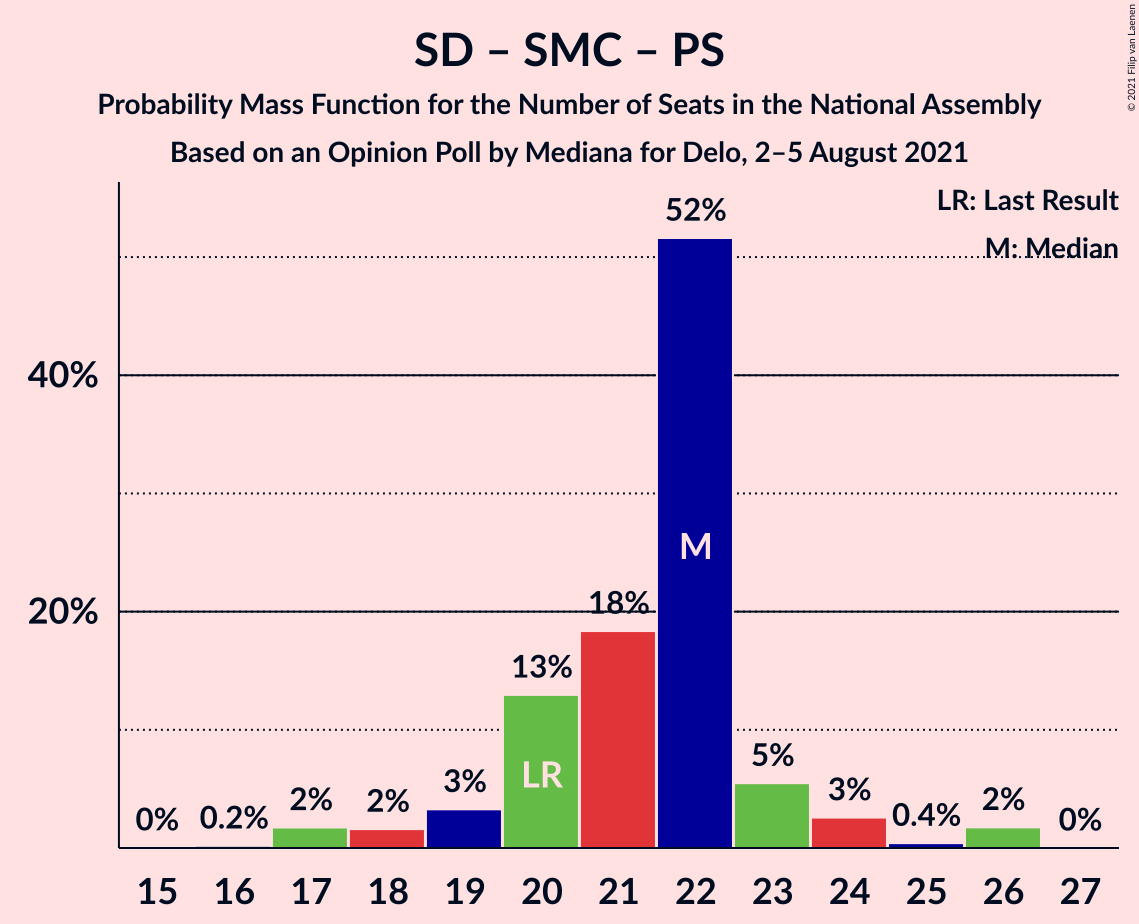 SD – SMC – PS
Probability Mass Function for the Number of Seats in the National Assembly
Based on an Opinion Poll by Mediana for Delo, 2–5 August 2021
© 2021 Filip van Laenen
LR: Last Result
M: Median
52%
40%
M
20%
18%
13%
LR
5%
3%
3%
2%
2%
2%
0.4%
0.2%
0%
0%
15 16 17 18 19 20 21 22 23 24 25 26 27